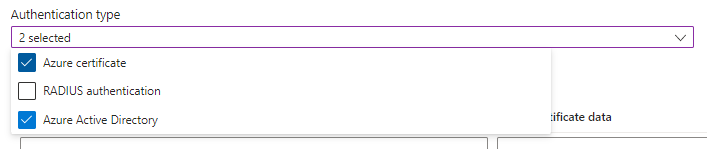 Authentication type
2 selected
Azure certificate
RADIUS authentication
Azure Active Directory
data